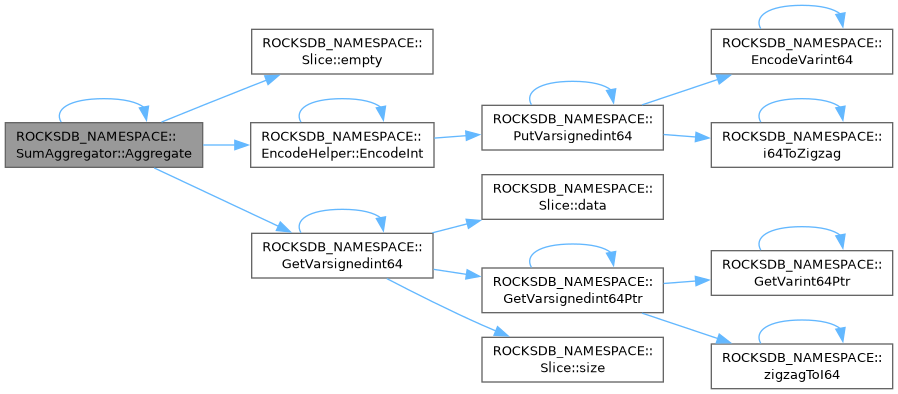 ROCKSDB_NAMESPACE::
SumAggregator::Aggregate
ROCKSDB_NAMESPACE::
Slice::empty
ROCKSDB_NAMESPACE::
EncodeHelper::EncodeInt
ROCKSDB_NAMESPACE::
GetVarsignedint64
ROCKSDB_NAMESPACE::
PutVarsignedint64
ROCKSDB_NAMESPACE::
Slice::data
ROCKSDB_NAMESPACE::
GetVarsignedint64Ptr
ROCKSDB_NAMESPACE::
Slice::size
ROCKSDB_NAMESPACE::
EncodeVarint64
ROCKSDB_NAMESPACE::
i64ToZigzag
ROCKSDB_NAMESPACE::
GetVarint64Ptr
ROCKSDB_NAMESPACE::
zigzagToI64